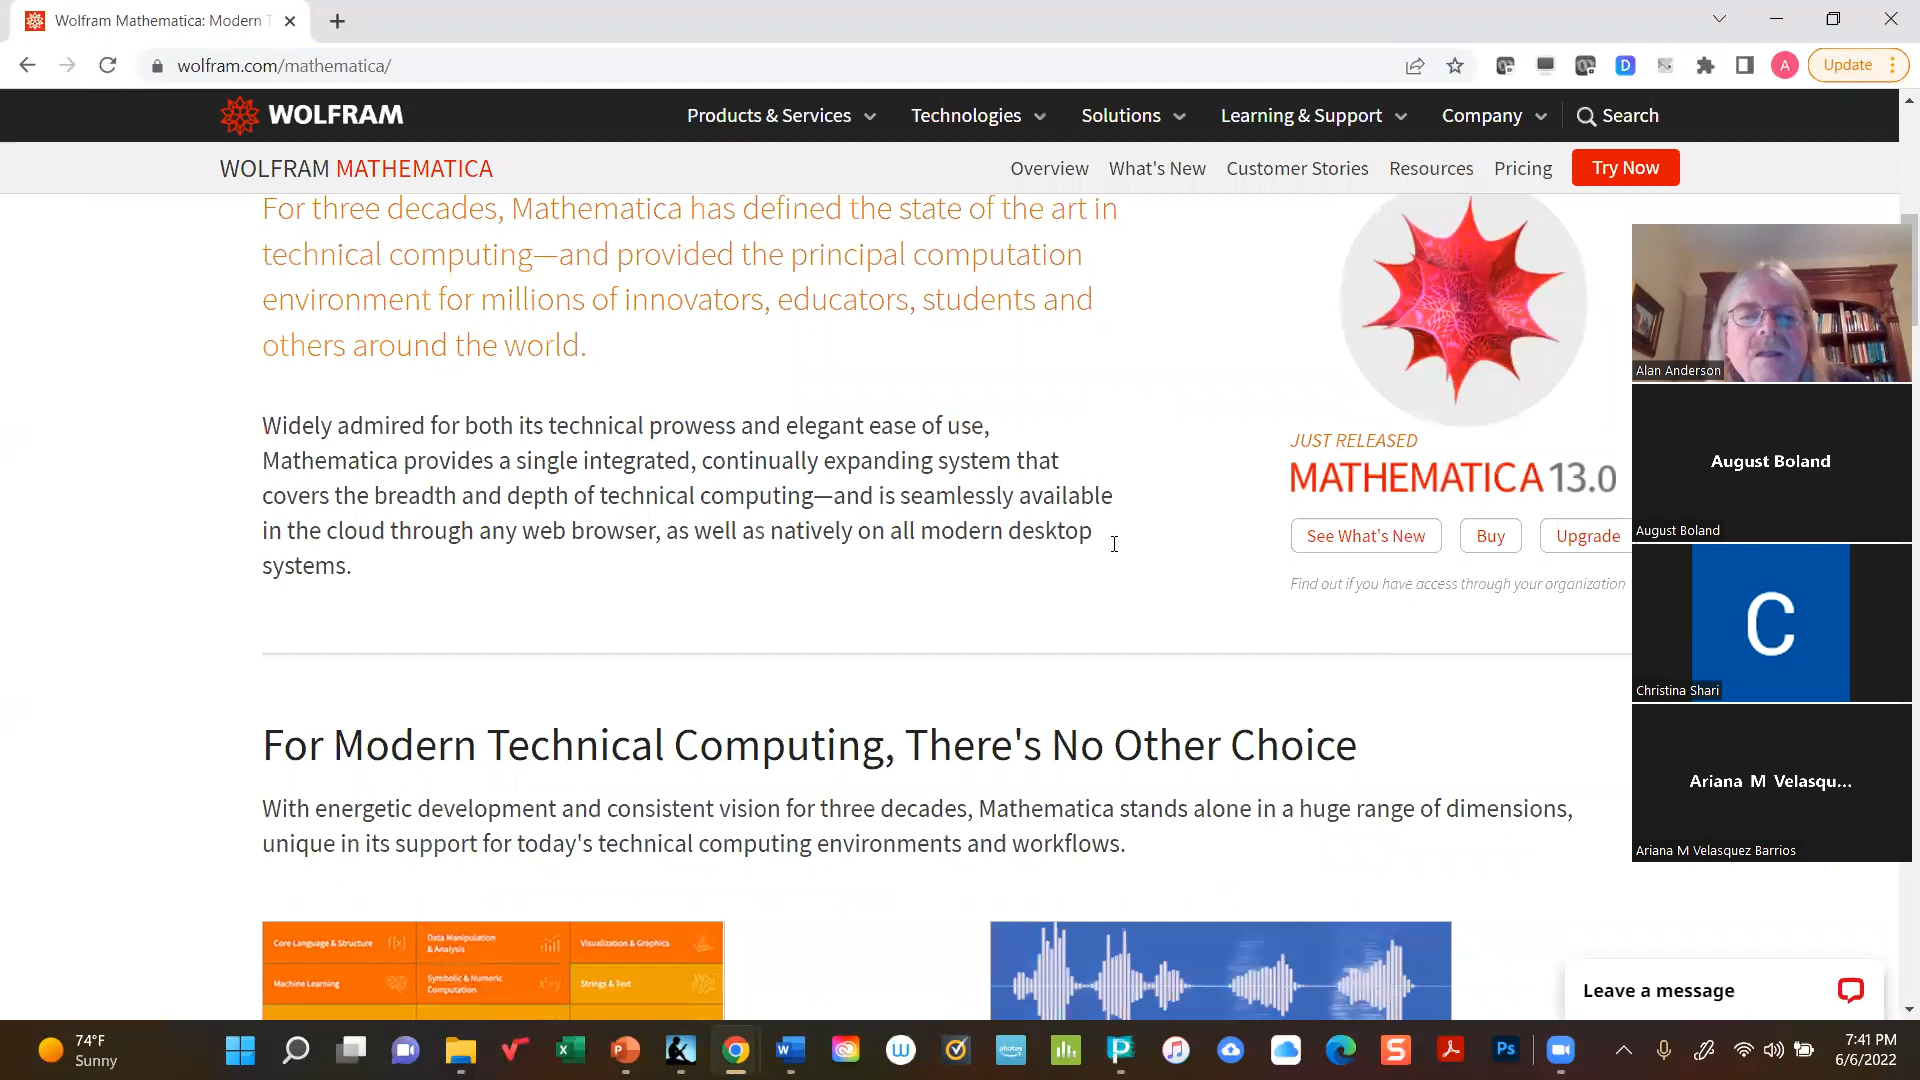 Wolfram Mathematica: Modern T
wolfram.com/mathematica/
D
A
Update
WOLFRAM
Products & Services
Technologies
Solutions
Learning & Support
Company
Search
WOLFRAM MATHEMATICA
Overview
What's New
Customer Stories
Resources
Pricing
Try Now
For three decades, Mathematica has defined the state of the art in
technical computing—and provided the principal computation
environment for millions of innovators, educators, students and
others around the world.
Widely admired for both its technical prowess and elegant ease of use,
Mathematica provides a single integrated, continually expanding system that
covers the breadth and depth of technical computing—and is seamlessly available
in the cloud through any web browser, as well as natively on all modern desktop
systems.
JUST RELEASED
MATHEMATICA 13.0
See What's New
Buy
Upgrade
Find out if you have access through your organization
Alan Anderson
August Boland
August Boland
C
Christina Shari
Ariana M Velasqu...
Ariana M Velasquez Barrios
For Modern Technical Computing, There's No Other Choice
With energetic development and consistent vision for three decades, Mathematica stands alone in a huge range of dimensions,
unique in its support for today's technical computing environments and workflows.
Core Language & Structure
Data Manipulation
& Analysis
Visualization & Graphics
Machine Learning
Symbolic & Numeric
Computation
Strings & Text
Leave a message
74°F
Sunny
photos
Ps
7:41 PM
6/6/2022